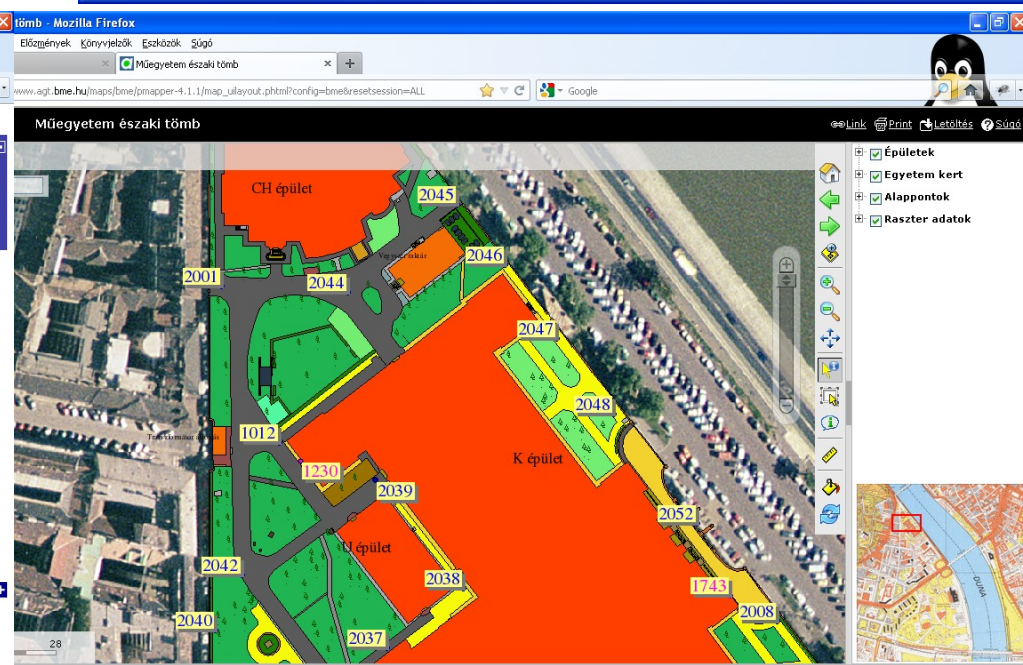 tömb - Mozilla Firefox
Előzmények Könyvjelzők Eszközök Súgó
Műegyetem északi tömb
www.agt.bme.hu/maps/bme/pmapper-4.1.1/map_uilayout.phtml?config=bme&resetsession=ALL
Google
Műegyetem északi tömb
Link Print Letöltés Súgó
Épületek
Egyetem kert
Alappontok
Raszter adatok
CH épület
2045
2046
2001
2044
2047
2048
1012
K épület
1230
2039
2052
U épület
2042
2038
1743
2008
2040
2037
28
DUNA